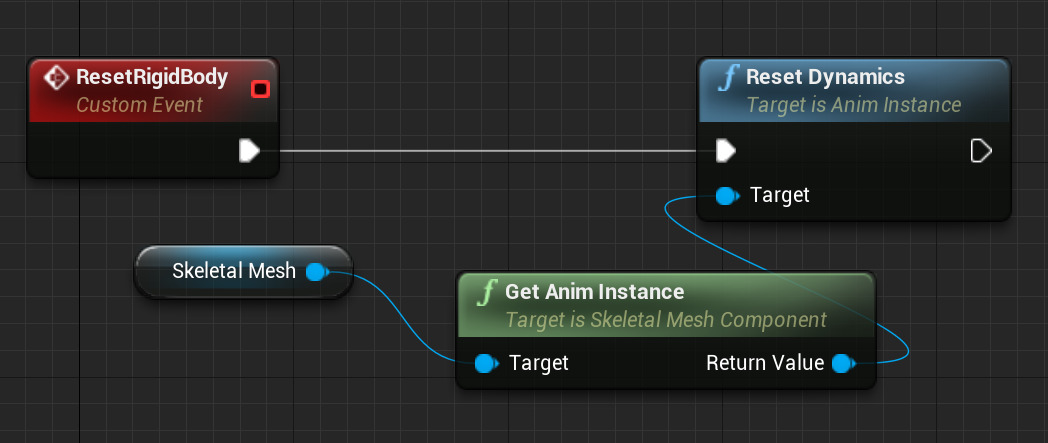 ResetRigidBody
Custom Event
Reset Dynamics
Target is Anim Instance
Target
Skeletal Mesh
Get Anim Instance
Target is Skeletal Mesh Component
Target Return Value